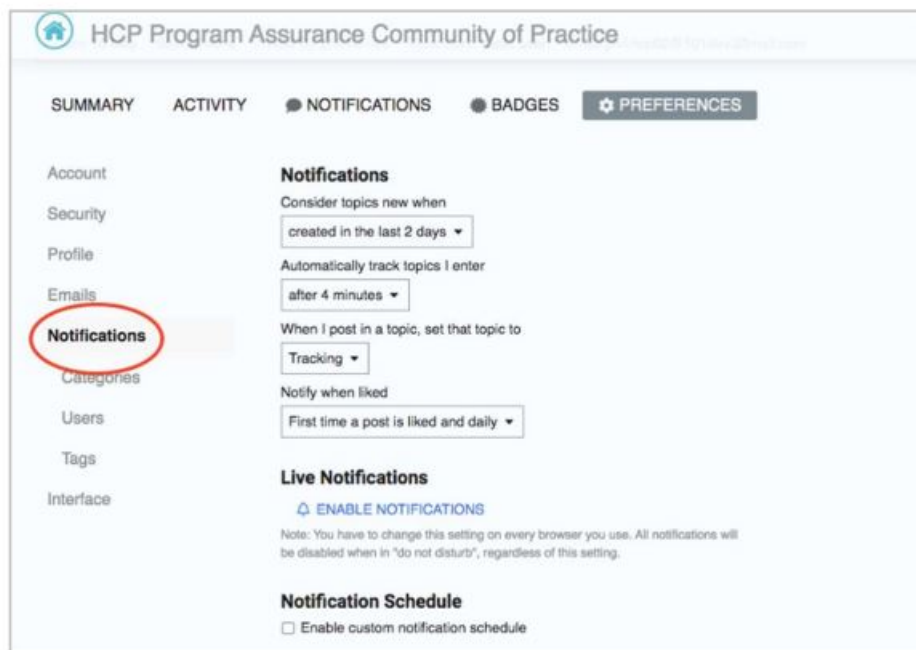 HCP Program Assurance Community of Practice
SUMMARY ACTIVITY NOTIFICATIONS BADGES PREFERENCES
Account
Security
Profile
Emails
Notifications
Categories
Users
Tags
Interface
Notifications
Consider topics new when
created in the last 2 days
Automatically track topics I enter
after 4 minutes
When I post in a topic, set that topic to
Tracking
Notify when liked
First time a post is liked and daily
Live Notifications
ENABLE NOTIFICATIONS
Note: You have to change this setting on every browser you use. All notifications will
be disabled when in "do not disturb", regardless of this setting.
Notification Schedule
Enable custom notification schedule